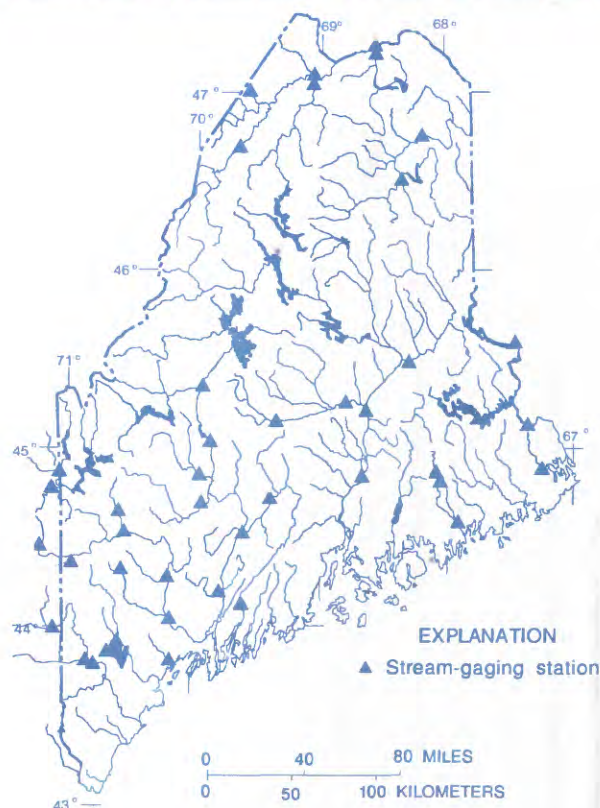 69° 68°
47°
70°
46°
71°
45° 67°
44°
EXPLANATION
▲ Stream-gaging station
0 40 80 MILES
0 50 100 KILOMETERS
43°